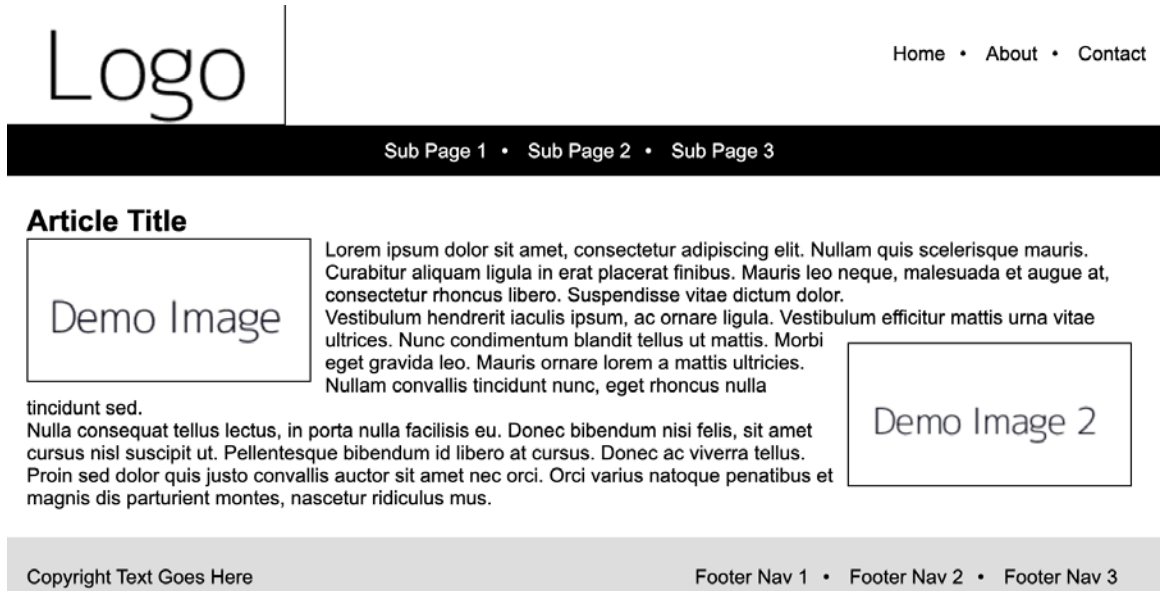 Logo
Home • About • Contact
Sub Page 1 • Sub Page 2 • Sub Page 3
Article Title
Demo Image
Lorem ipsum dolor sit amet, consectetur adipiscing elit. Nullam quis scelerisque mauris.
Curabitur aliquam ligula in erat placerat finibus. Mauris leo neque, malesuada et augue at,
consectetur rhoncus libero. Suspendisse vitae dictum dolor.
Vestibulum hendrerit iaculis ipsum, ac ornare ligula. Vestibulum efficitur mattis urna vitae
ultrices. Nunc condimentum blandit tellus ut mattis. Morbi
eget gravida leo. Mauris ornare lorem a mattis ultricies.
Nullam convallis tincidunt nunc, eget rhoncus nulla
tincidunt sed.
Nulla consequat tellus lectus, in porta nulla facilisis eu. Donec bibendum nisi felis, sit amet
cursus nisl suscipit ut. Pellentesque bibendum id libero at cursus. Donec ac viverra tellus.
Proin sed dolor quis justo convallis auctor sit amet nec orci. Orci varius natoque penatibus et
magnis dis parturient montes, nascetur ridiculus mus.
Demo Image 2
Copyright Text Goes Here
Footer Nav 1 • Footer Nav 2 • Footer Nav 3